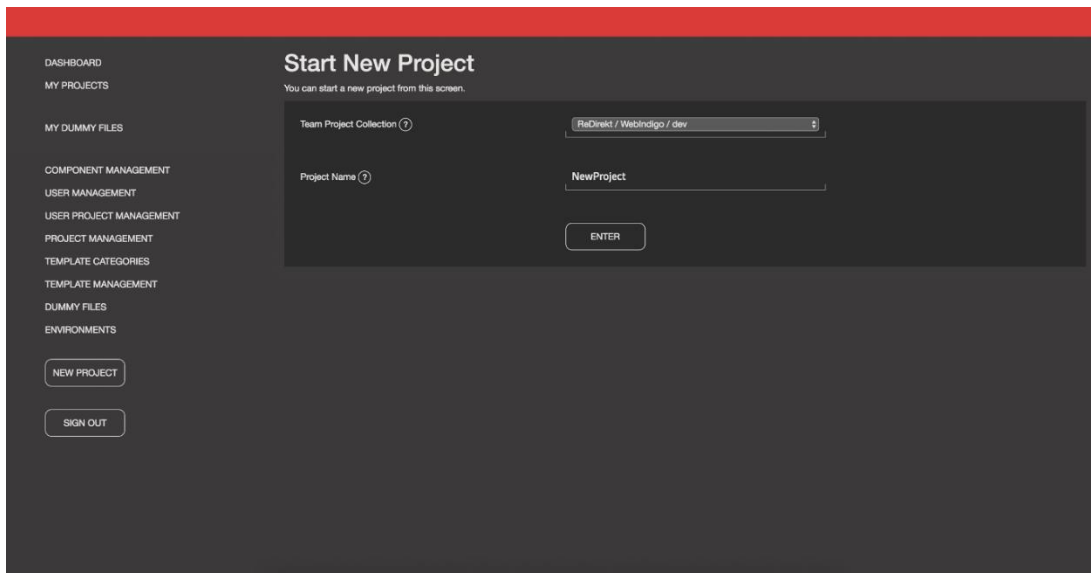 DASHBOARD
MY PROJECTS
MY DUMMY FILES
COMPONENT MANAGEMENT
USER MANAGEMENT
USER PROJECT MANAGEMENT
PROJECT MANAGEMENT
TEMPLATE CATEGORIES
TEMPLATE MANAGEMENT
DUMMY FILES
ENVIRONMENTS
NEW PROJECT
SIGN OUT
Start New Project
You can start a new project from this screen.
Team Project Collection ?
ReDirekt / WebIndigo / dev
Project Name ?
NewProject
ENTER